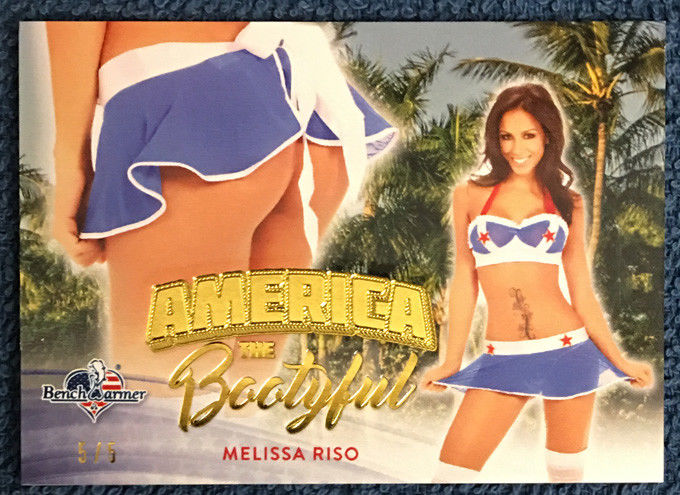 AMERICA
THE
Bootyful
Bench Warmer
5/5
MELISSA RISO